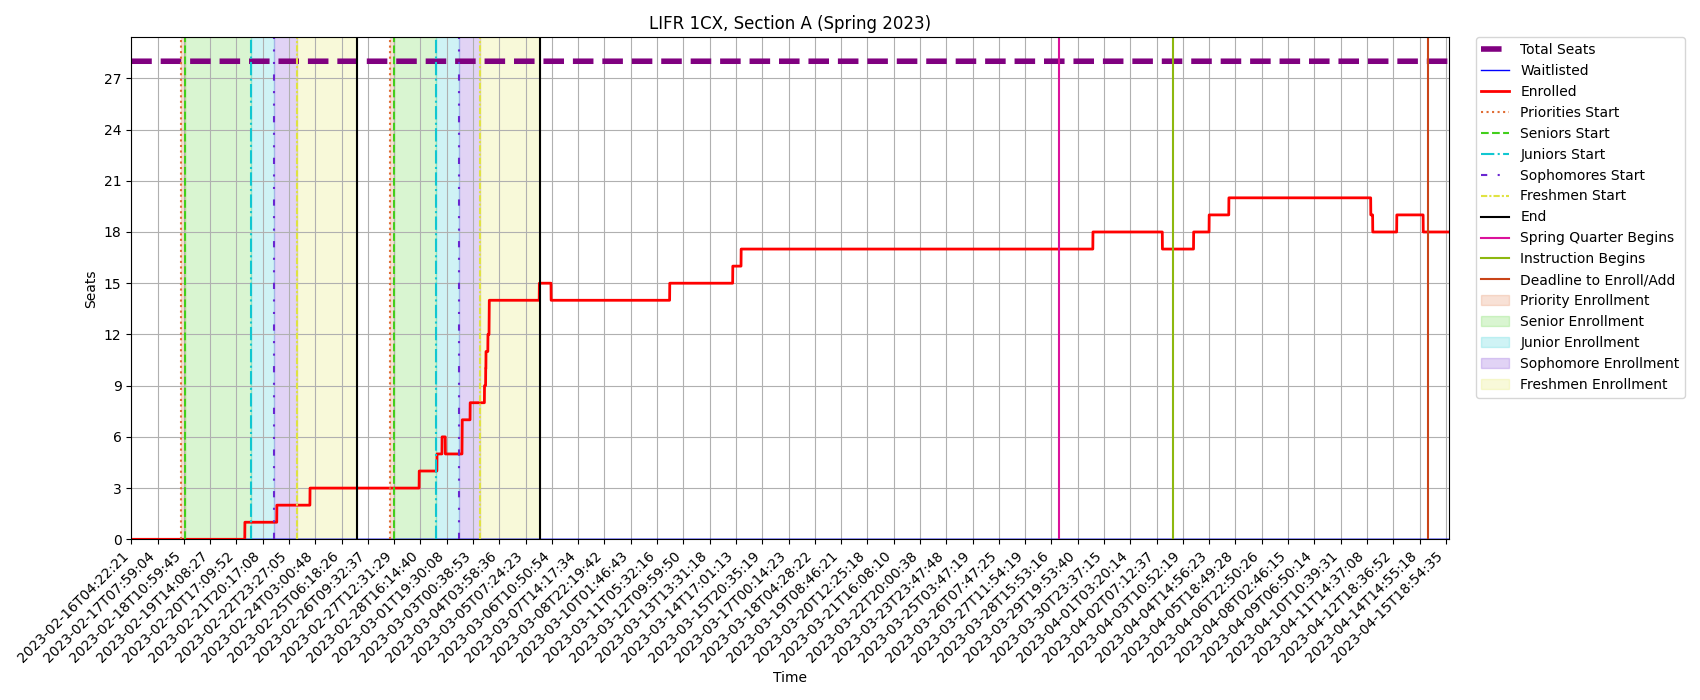 LIFR 1CX, Section A (Spring 2023)
Seats
27
24
21
18
15
12
9
6
3
0
2023-02-16T04:22:21
2023-02-17T07:59:04
2023-02-18T10:59:45
2023-02-19T14:08:27
2023-02-20T17:09:52
2023-02-21T20:17:08
2023-02-22T23:27:05
2023-02-24T03:00:48
2023-02-25T06:18:26
2023-02-26T09:32:37
2023-02-27T12:31:29
2023-02-28T16:14:40
2023-03-01T19:30:08
2023-03-03T00:38:53
2023-03-04T03:58:36
2023-03-05T07:24:23
2023-03-06T10:50:54
2023-03-07T14:17:34
2023-03-08T22:19:42
2023-03-10T01:46:43
2023-03-11T05:32:16
2023-03-12T09:59:50
2023-03-13T13:31:18
2023-03-14T17:01:13
2023-03-15T20:35:19
2023-03-17T00:14:23
2023-03-18T04:28:22
2023-03-19T08:46:21
2023-03-20T12:25:18
2023-03-21T16:08:10
2023-03-22T20:00:38
2023-03-23T23:47:48
2023-03-25T03:47:19
2023-03-26T07:47:25
2023-03-27T11:54:19
2023-03-28T15:53:16
2023-03-29T19:53:40
2023-03-30T23:37:15
2023-04-01T03:20:14
2023-04-02T07:12:37
2023-04-03T10:52:19
2023-04-04T14:56:23
2023-04-05T18:49:28
2023-04-06T22:50:26
2023-04-08T02:46:15
2023-04-09T06:50:14
2023-04-10T10:39:31
2023-04-11T14:37:08
2023-04-12T18:36:52
2023-04-14T14:55:18
2023-04-15T18:54:35
Time
Total Seats
Waitlisted
Enrolled
Priorities Start
Seniors Start
Juniors Start
Sophomores Start
Freshmen Start
End
Spring Quarter Begins
Instruction Begins
Deadline to Enroll/Add
Priority Enrollment
Senior Enrollment
Junior Enrollment
Sophomore Enrollment
Freshmen Enrollment